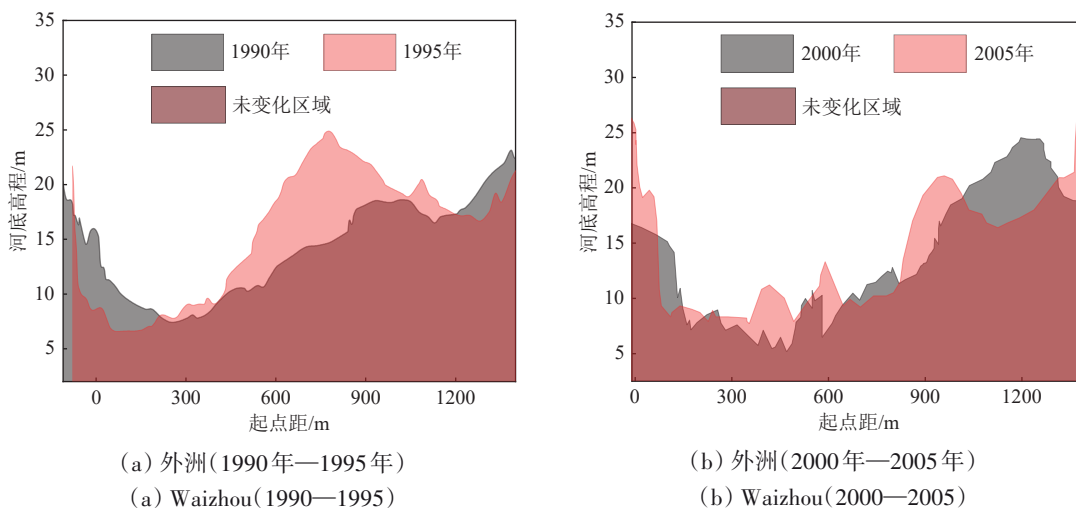 35
30
25
20
15
10
5
河底高程/m
1990年
1995年
未变化区域
0
300
600
900
1200
起点距/m
(a) 外洲(1990年—1995年)
(a) Waizhou(1990—1995)
35
30
25
20
15
10
5
河底高程/m
2000年
2005年
未变化区域
0
300
600
900
1200
起点距/m
(b) 外洲(2000年—2005年)
(b) Waizhou(2000—2005)